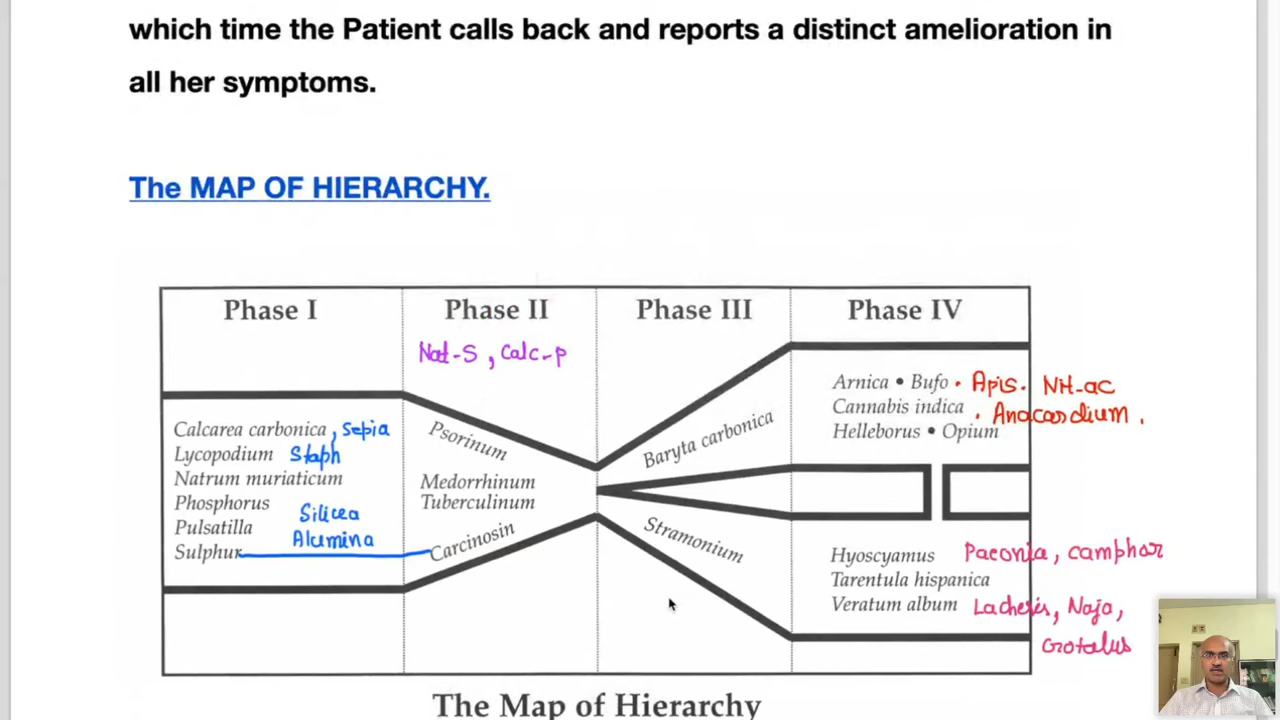 which time the Patient calls back and reports a distinct amelioration in
all her symptoms.
The MAP OF HIERARCHY.
Phase I
Phase II
Phase III
Phase IV
Nat-S, Calc-p
Calcarea carbonica, Sepia
Lycopodium Staph
Natrum muriaticum
Phosphorus
Silicea
Pulsatilla
Alumina
Sulphur
Psorinum
Medorrhinum
Tuberculinum
Carcinosin
Baryta carbonica
Stramonium
Arnica • Bufo • Apis. NH-ac
Cannabis indica • Anacardium.
Helleborus • Opium
Hyoscyamus Paeonia, camphor
Tarentula hispanica
Veratum album Lachesis, Naja,
Crotalus
The Map of Hierarchy